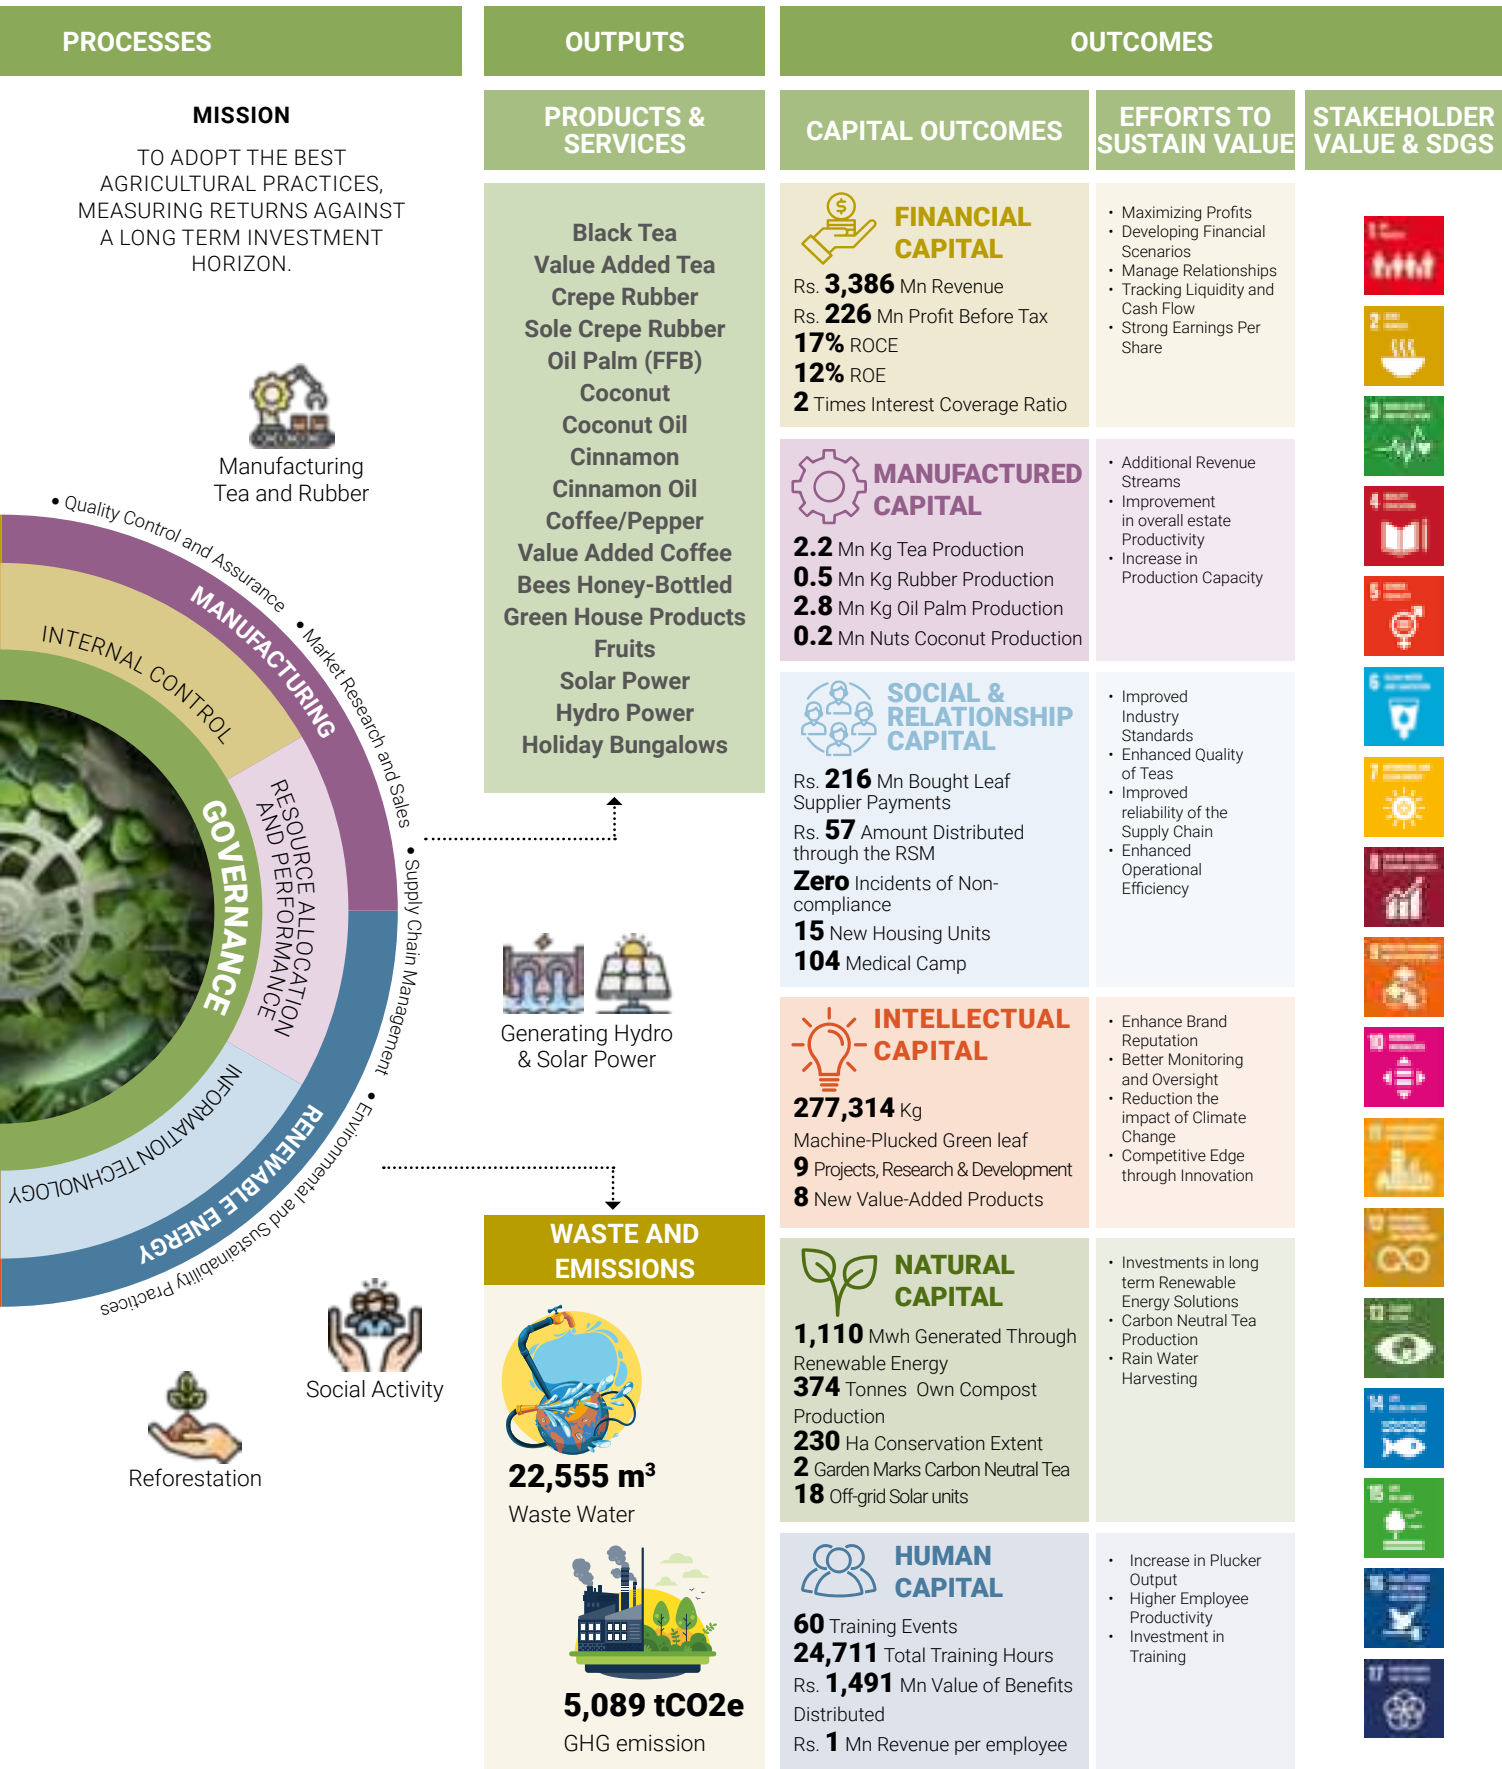 PROCESSES
MISSION
TO ADOPT THE BEST
AGRICULTURAL PRACTICES,
MEASURING RETURNS AGAINST
A LONG TERM INVESTMENT
HORIZON.
Manufacturing
Tea and Rubber
• Quality Control and Assurance
• Market Research and Sales
• Supply Chain Management
• Environmental and Sustainability Practices
MANUFACTURING
INTERNAL CONTROL
RESOURCE ALLOCATION
AND PERFORMANCE
GOVERNANCE
INFORMATION TECHNOLOGY
RENEWABLE ENERGY
Social Activity
Reforestation
OUTPUTS
PRODUCTS &
SERVICES
Black Tea
Value Added Tea
Crepe Rubber
Sole Crepe Rubber
Oil Palm (FFB)
Coconut
Coconut Oil
Cinnamon
Cinnamon Oil
Coffee/Pepper
Value Added Coffee
Bees Honey-Bottled
Green House Products
Fruits
Solar Power
Hydro Power
Holiday Bungalows
Generating Hydro
& Solar Power
WASTE AND
EMISSIONS
22,555 m³
Waste Water
5,089 tCO2e
GHG emission
OUTCOMES
CAPITAL OUTCOMES
EFFORTS TO
SUSTAIN VALUE
STAKEHOLDER
VALUE & SDGS
FINANCIAL
CAPITAL
Rs. 3,386 Mn Revenue
Rs. 226 Mn Profit Before Tax
17% ROCE
12% ROE
2 Times Interest Coverage Ratio
• Maximizing Profits
• Developing Financial
Scenarios
• Manage Relationships
• Tracking Liquidity and
Cash Flow
• Strong Earnings Per
Share
MANUFACTURED
CAPITAL
2.2 Mn Kg Tea Production
0.5 Mn Kg Rubber Production
2.8 Mn Kg Oil Palm Production
0.2 Mn Nuts Coconut Production
• Additional Revenue
Streams
• Improvement
in overall estate
Productivity
• Increase in
Production Capacity
SOCIAL &
RELATIONSHIP
CAPITAL
Rs. 216 Mn Bought Leaf
Supplier Payments
Rs. 57 Amount Distributed
through the RSM
Zero Incidents of Non-
compliance
15 New Housing Units
104 Medical Camp
• Improved
Industry
Standards
• Enhanced Quality
of Teas
• Improved
reliability of the
Supply Chain
• Enhanced
Operational
Efficiency
INTELLECTUAL
CAPITAL
277,314 Kg
Machine-Plucked Green leaf
9 Projects, Research & Development
8 New Value-Added Products
• Enhance Brand
Reputation
• Better Monitoring
and Oversight
• Reduction the
impact of Climate
Change
• Competitive Edge
through Innovation
NATURAL
CAPITAL
1,110 Mwh Generated Through
Renewable Energy
374 Tonnes Own Compost
Production
230 Ha Conservation Extent
2 Garden Marks Carbon Neutral Tea
18 Off-grid Solar units
• Investments in long
term Renewable
Energy Solutions
• Carbon Neutral Tea
Production
• Rain Water
Harvesting
HUMAN
CAPITAL
60 Training Events
24,711 Total Training Hours
Rs. 1,491 Mn Value of Benefits
Distributed
Rs. 1 Mn Revenue per employee
• Increase in Plucker
Output
• Higher Employee
Productivity
• Investment in
Training
1
2
3
4
5
6
7
8
9
10
11
12
13
14
15
16
17